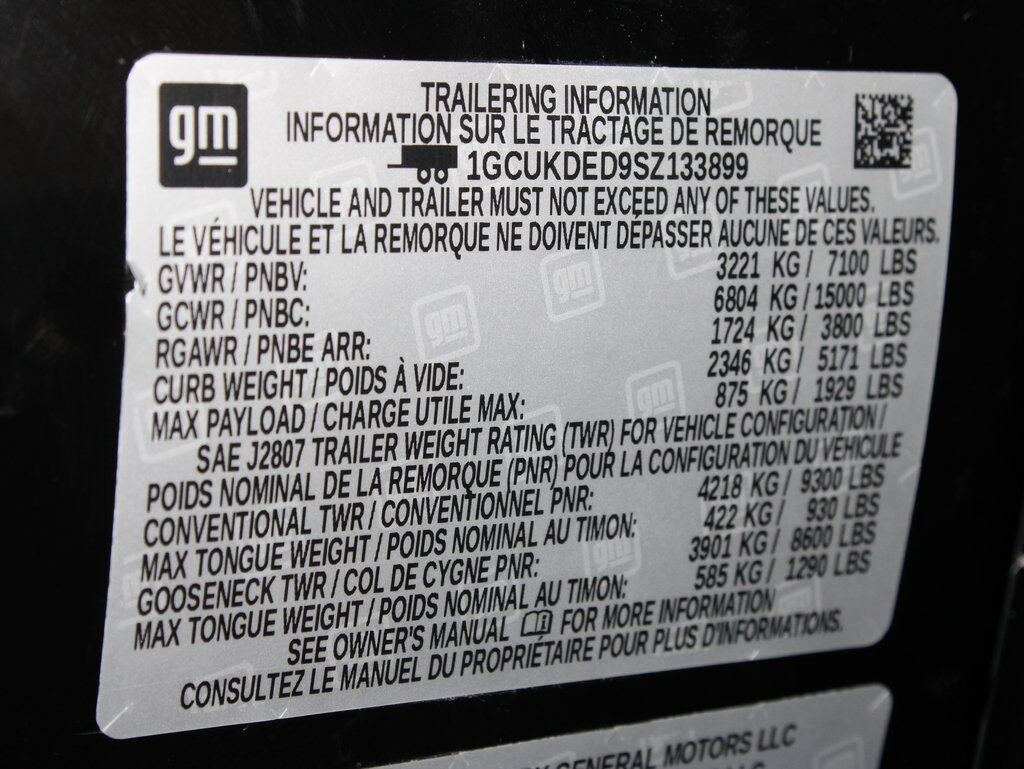 gm
TRAILERING INFORMATION
INFORMATION SUR LE TRACTAGE DE REMORQUE
1GCUKDED9SZ133899
VEHICLE AND TRAILER MUST NOT EXCEED ANY OF THESE VALUES.
LE VÉHICULE ET LA REMORQUE NE DOIVENT DÉPASSER AUCUNE DE CES VALEURS.
GVWR / PNBV: 3221 KG / 7100 LBS
GCWR / PNBC: 6804 KG / 15000 LBS
RGAWR / PNBE ARR: 1724 KG / 3800 LBS
CURB WEIGHT / POIDS À VIDE: 2346 KG / 5171 LBS
MAX PAYLOAD / CHARGE UTILE MAX: 875 KG / 1929 LBS
SAE J2807 TRAILER WEIGHT RATING (TWR) FOR VEHICLE CONFIGURATION /
POIDS NOMINAL DE LA REMORQUE (PNR) POUR LA CONFIGURATION DU VÉHICULE
CONVENTIONAL TWR / CONVENTIONNEL PNR: 4218 KG / 9300 LBS
MAX TONGUE WEIGHT / POIDS NOMINAL AU TIMON: 422 KG / 930 LBS
GOOSENECK TWR / COL DE CYGNE PNR: 3901 KG / 8600 LBS
MAX TONGUE WEIGHT / POIDS NOMINAL AU TIMON: 585 KG / 1290 LBS
SEE OWNER'S MANUAL FOR MORE INFORMATION
CONSULTEZ LE MANUEL DU PROPRIÉTAIRE POUR PLUS D'INFORMATIONS.
GENERAL MOTORS LLC